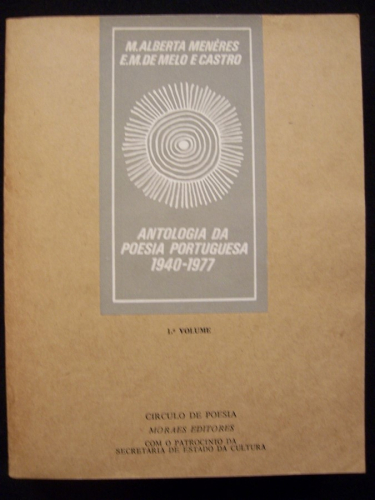 M. ALBERTA MENÉRES
E. M. DE MELO E CASTRO
ANTOLOGIA DA
POESIA PORTUGUESA
1940-1977
1.º VOLUME
CIRCULO DE POESIA
MORAES EDITORES
COM O PATROCINIO DA
SECRETARIA DE ESTADO DA CULTURA